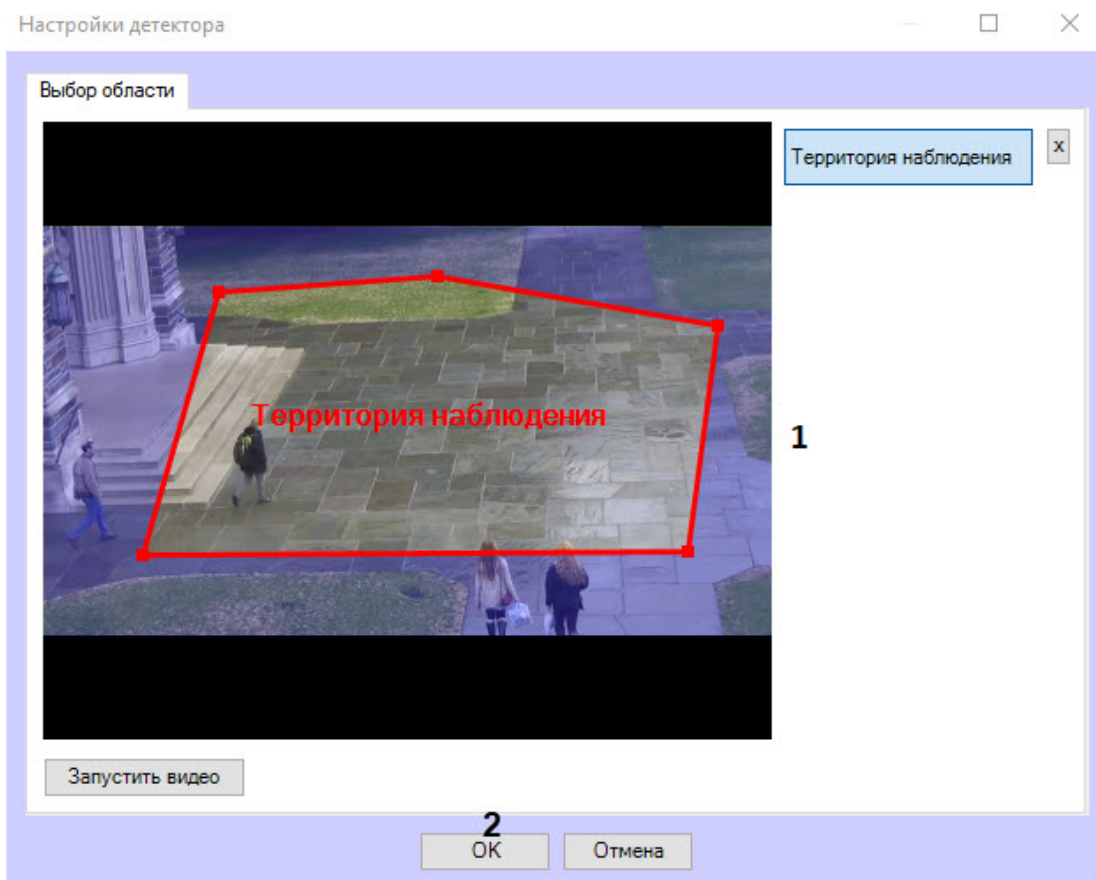 Настройки детектора
Выбор области
Территория наблюдения
x
Территория наблюдения
1
Запустить видео
2
OK
Отмена